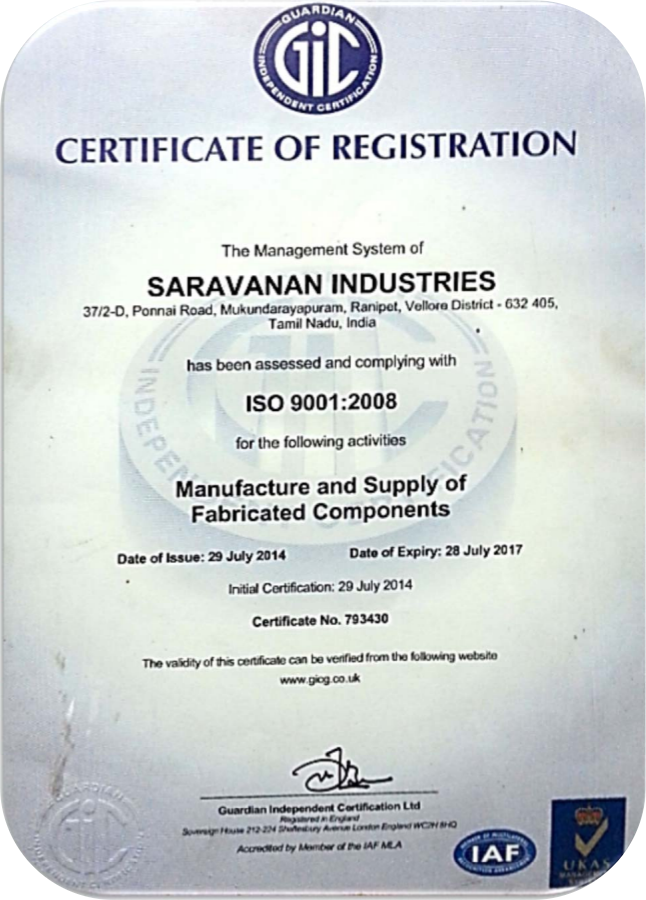 GUARDIAN
GIC
INDEPENDENT CERTIFICATION
CERTIFICATE OF REGISTRATION
The Management System of
SARAVANAN INDUSTRIES
37/2-D, Ponnai Road, Mukundarayapuram, Ranipet, Vellore District - 632 405,
Tamil Nadu, India
has been assessed and complying with
ISO 9001:2008
for the following activities
Manufacture and Supply of
Fabricated Components
Date of Issue: 29 July 2014 Date of Expiry: 28 July 2017
Initial Certification: 29 July 2014
Certificate No. 793430
The validity of this certificate can be verified from the following website
www.gicg.co.uk
Guardian Independent Certification Ltd
Registered in England
Sovereign House 212-224 Shaftesbury Avenue London England WC2H 8HQ
Accredited by Member of the IAF MLA
IAF
UKAS
MANAGEMENT